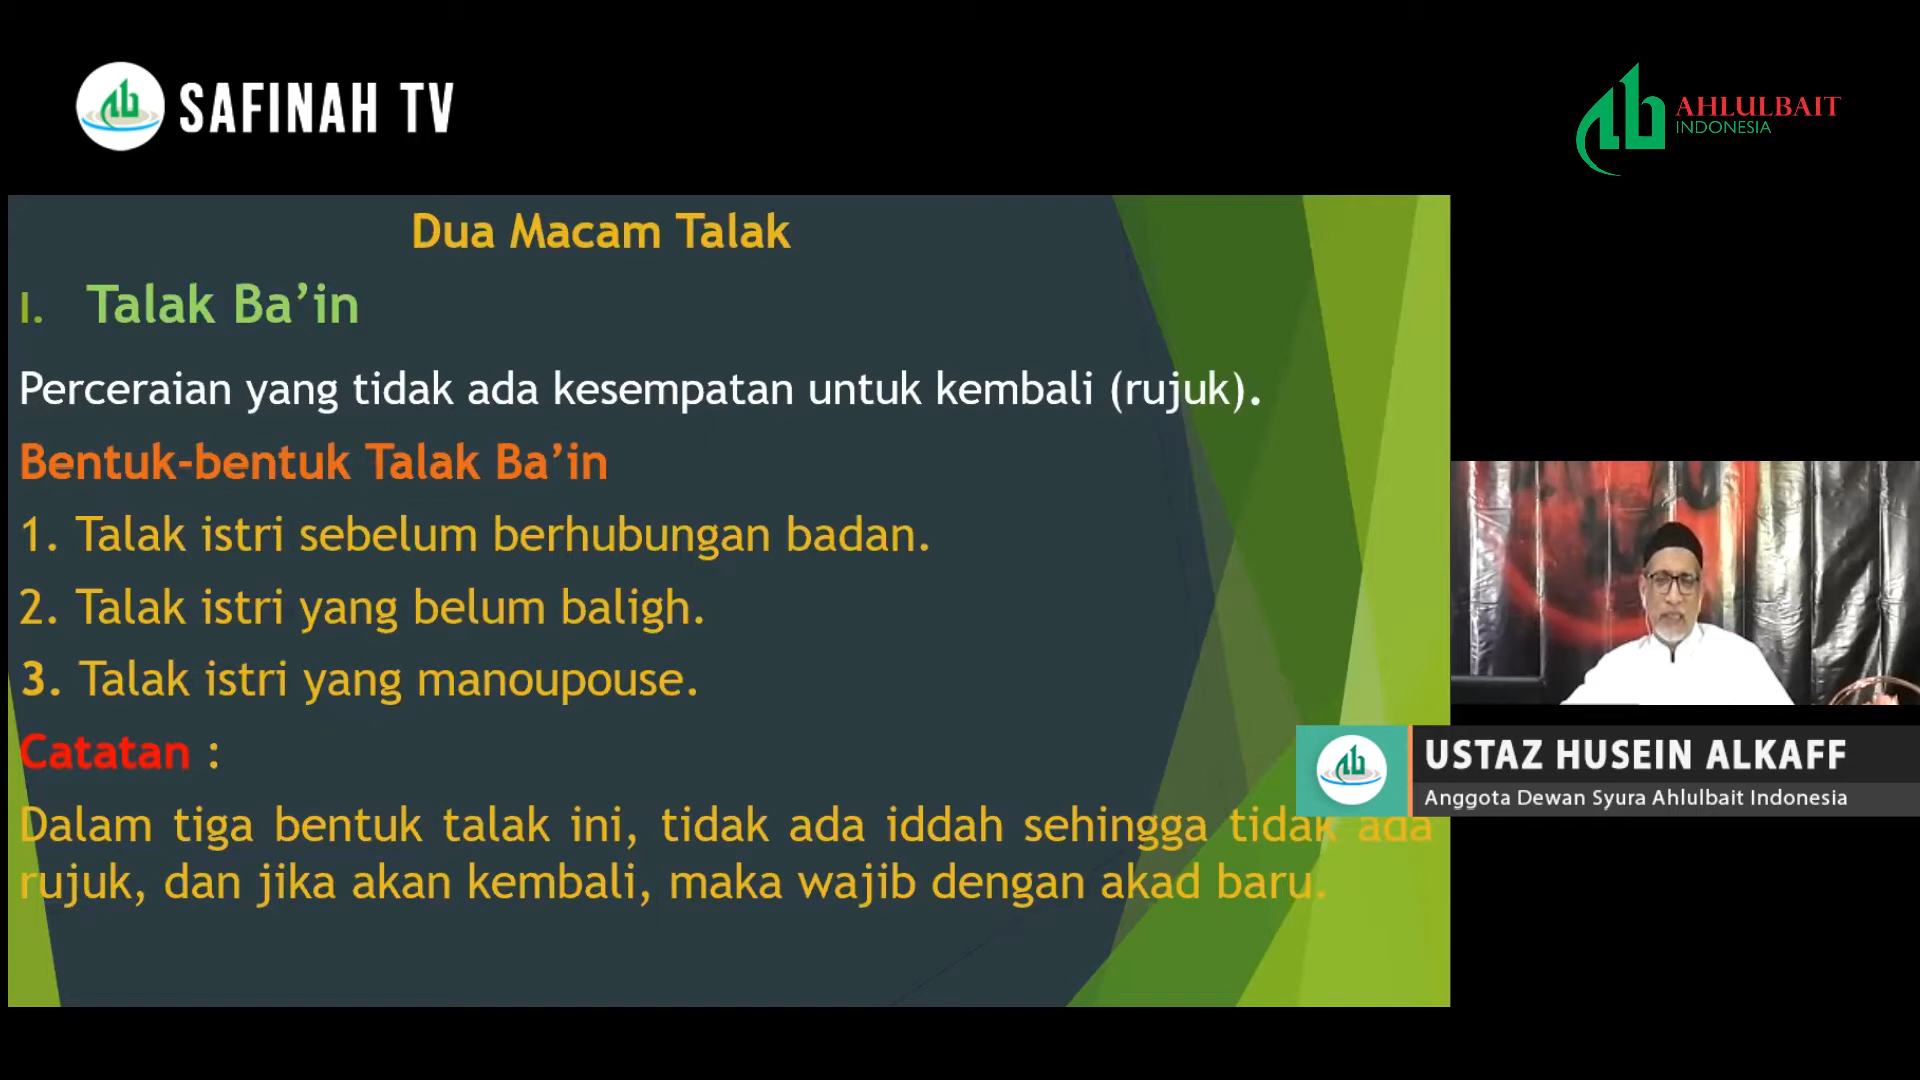 SAFINAH TV
AHLULBAIT
INDONESIA
Dua Macam Talak
I. Talak Ba’in
Perceraian yang tidak ada kesempatan untuk kembali (rujuk).
Bentuk-bentuk Talak Ba’in
1. Talak istri sebelum berhubungan badan.
2. Talak istri yang belum baligh.
3. Talak istri yang manoupouse.
Catatan :
Dalam tiga bentuk talak ini, tidak ada iddah sehingga tidak ada
rujuk, dan jika akan kembali, maka wajib dengan akad baru.
USTAZ HUSEIN ALKAFF
Anggota Dewan Syura Ahlulbait Indonesia